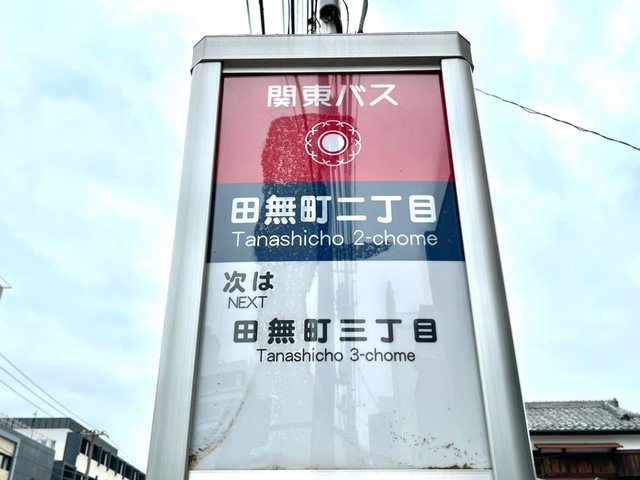 関東バス
田無町二丁目
Tanashicho 2-chome
次は
NEXT
田無町三丁目
Tanashicho 3-chome